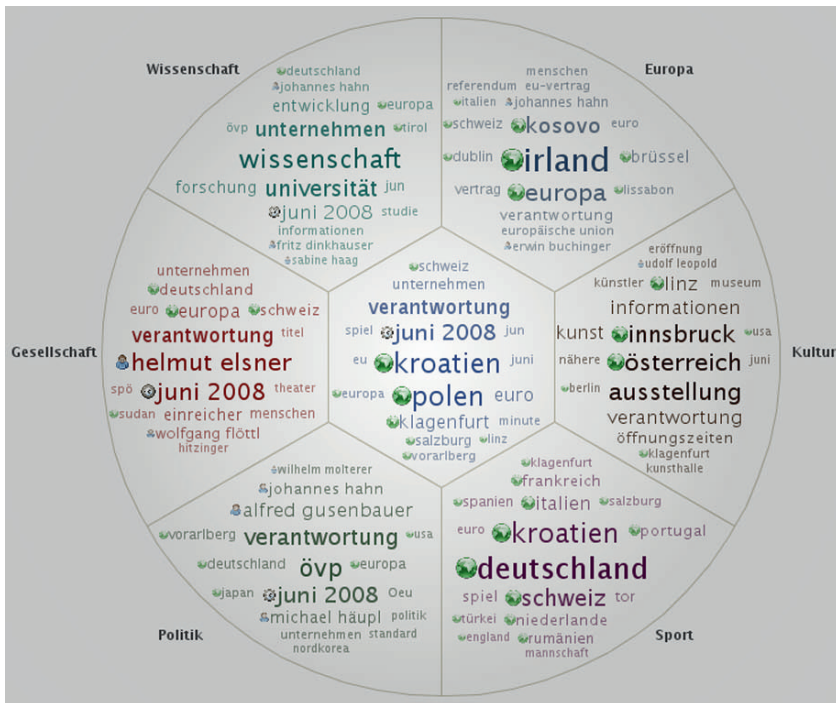 Wissenschaft
deutschland
johannes hahn
entwicklung europa
övp unternehmen tirol
wissenschaft
forschung universität jun
juni 2008 studie
informationen
fritz dinkhauser
sabine haag
Europa
menschen
referendum eu-vertrag
italien johannes hahn
schweiz kosovo euro
dublin irland brüssel
vertrag europa lissabon
verantwortung
europäische union
erwin buchinger
Gesellschaft
unternehmen
deutschland
euro europa schweiz
verantwortung titel
helmut elsner
spö juni 2008 theater
sudan einreicher menschen
wolfgang flöttl
hitzinger
schweiz
unternehmen
verantwortung
spiel juni 2008 jun
eu kroatien juni
europa polen euro
klagenfurt minute
salzburg linz
vorarlberg
Kultur
eröffnung
udolf leopold
künstler linz museum
informationen
kunst innsbruck usa
nähere österreich juni
berlin ausstellung
verantwortung
öffnungszeiten
klagenfurt
kunsthalle
Politik
wilhelm molterer
johannes hahn
alfred gusenbauer
vorarlberg verantwortung usa
deutschland övp europa
japan juni 2008 Oeu
michael häupl politik
unternehmen standard
nordkorea
Sport
klagenfurt
frankreich
spanien italien salzburg
euro kroatien portugal
deutschland
spiel schweiz tor
türkei niederlande
england rumänien
mannschaft